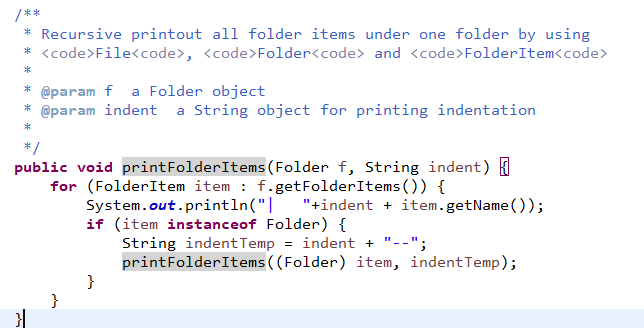 /**
 * Recursive printout all folder items under one folder by using
 * <code>File<code>, <code>Folder<code> and <code>FolderItem<code>
 *
 * @param f  a Folder object
 * @param indent  a String object for printing indentation
 *
 */
public void printFolderItems(Folder f, String indent) {
    for (FolderItem item : f.getFolderItems()) {
        System.out.println("|   "+indent + item.getName());
        if (item instanceof Folder) {
            String indentTemp = indent + "--";
            printFolderItems((Folder) item, indentTemp);
        }
    }
}